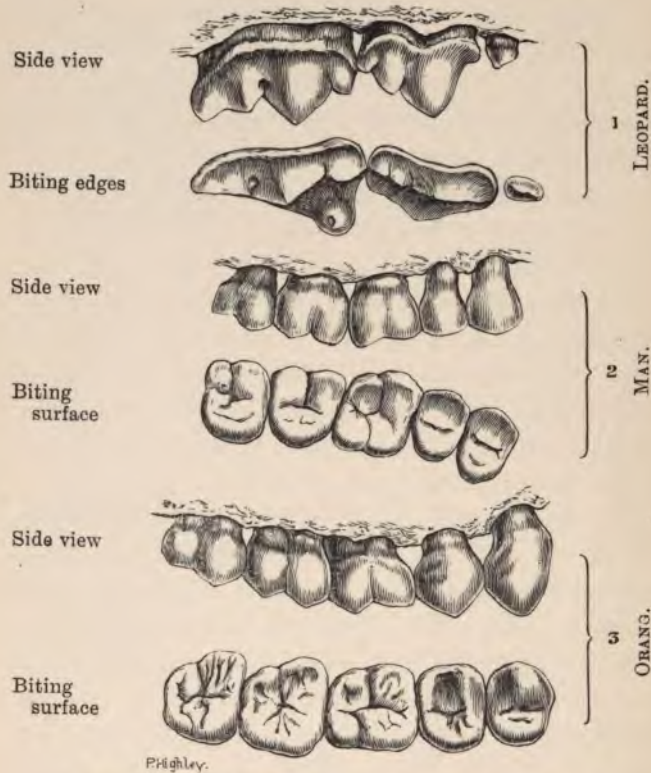 Side view
Biting edges
1
LEOPARD.
Side view
Biting
surface
2
MAN.
Side view
Biting
surface
3
ORANG.
P.Highley.